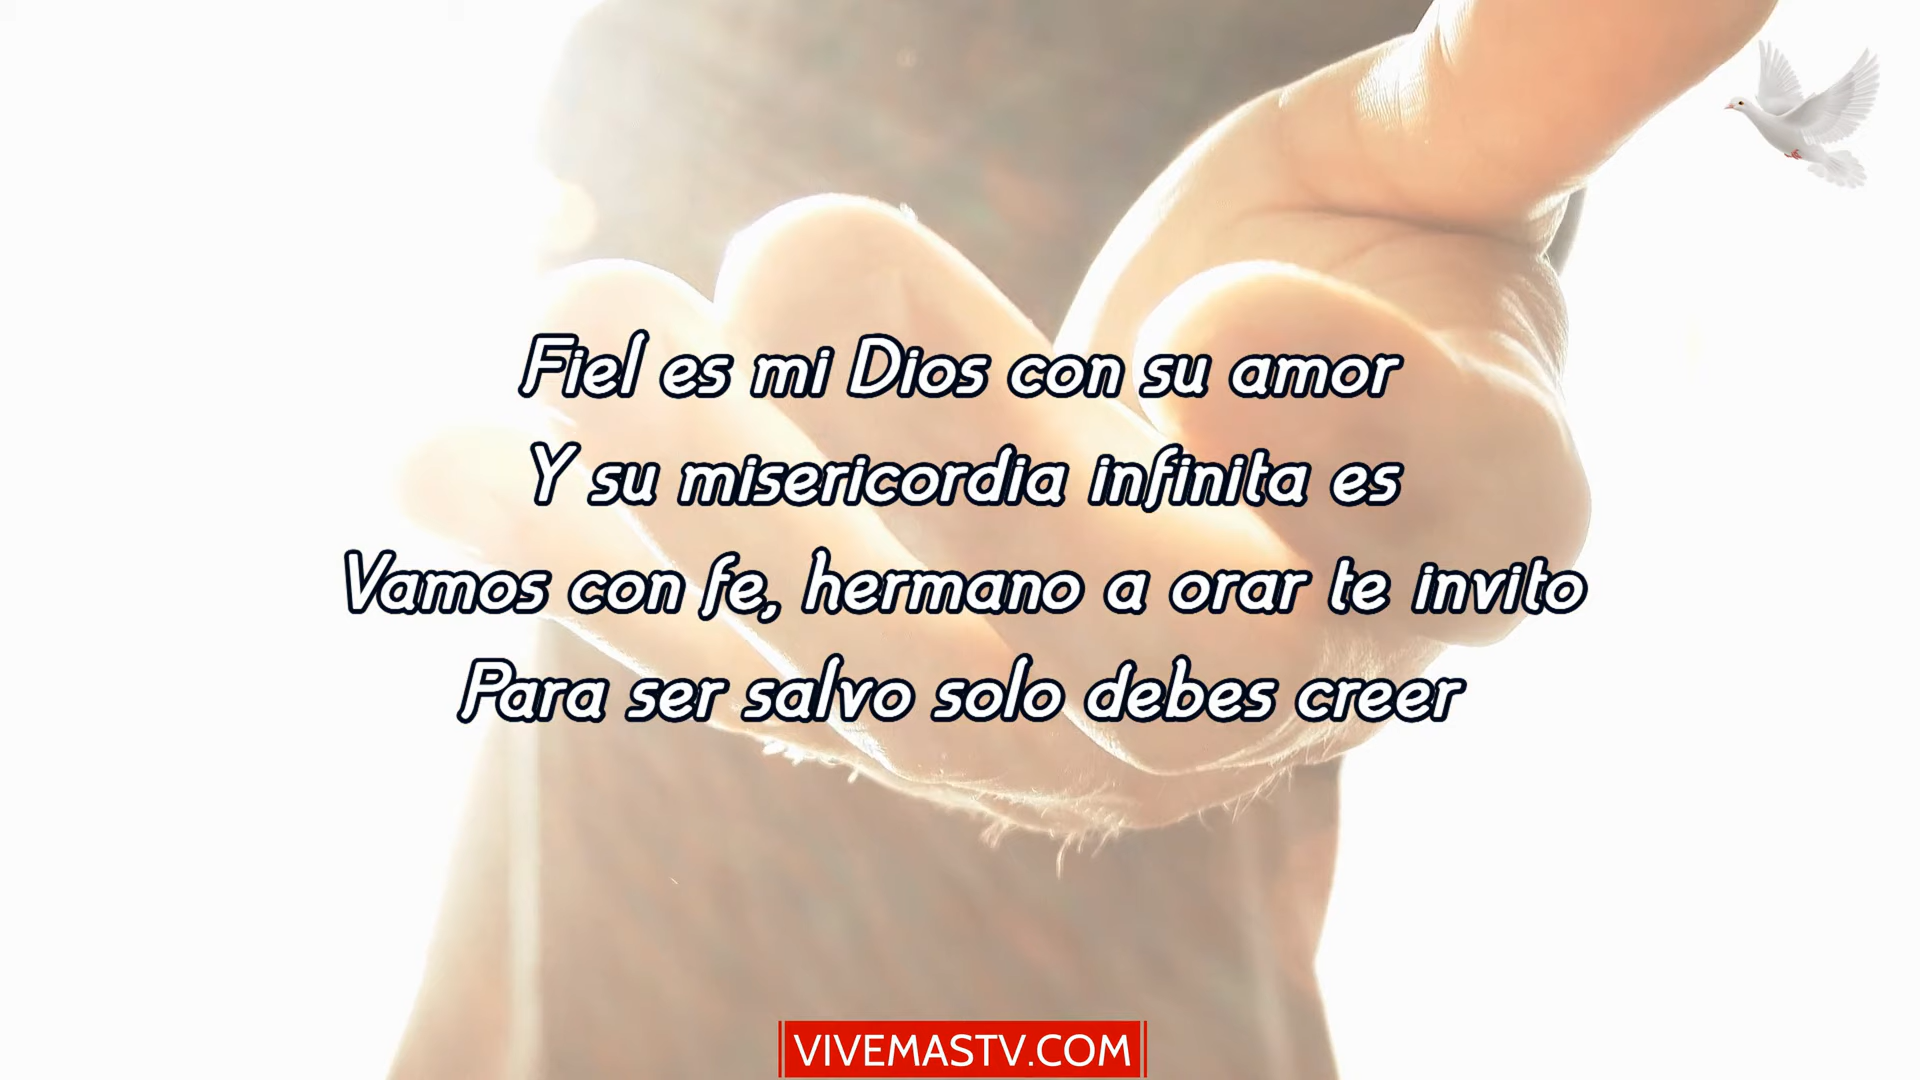 Fiel es mi Dios con su amor
Y su misericordia infinita es
Vamos con fe, hermano a orar te invito
Para ser salvo solo debes creer
VIVEMASTV.COM